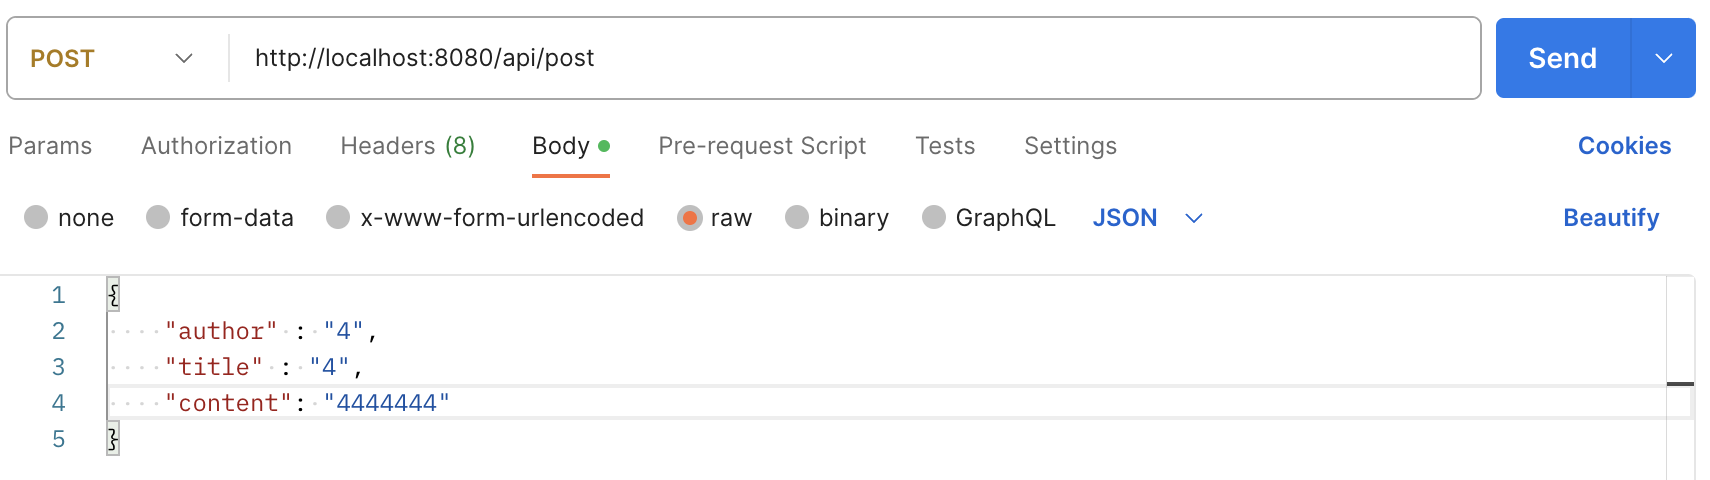 POST http://localhost:8080/api/post Send
Params Authorization Headers (8) Body Pre-request Script Tests Settings Cookies
none form-data x-www-form-urlencoded raw binary GraphQL JSON Beautify
1 {
2 "author" : "4",
3 "title" : "4",
4 "content": "4444444"
5 }